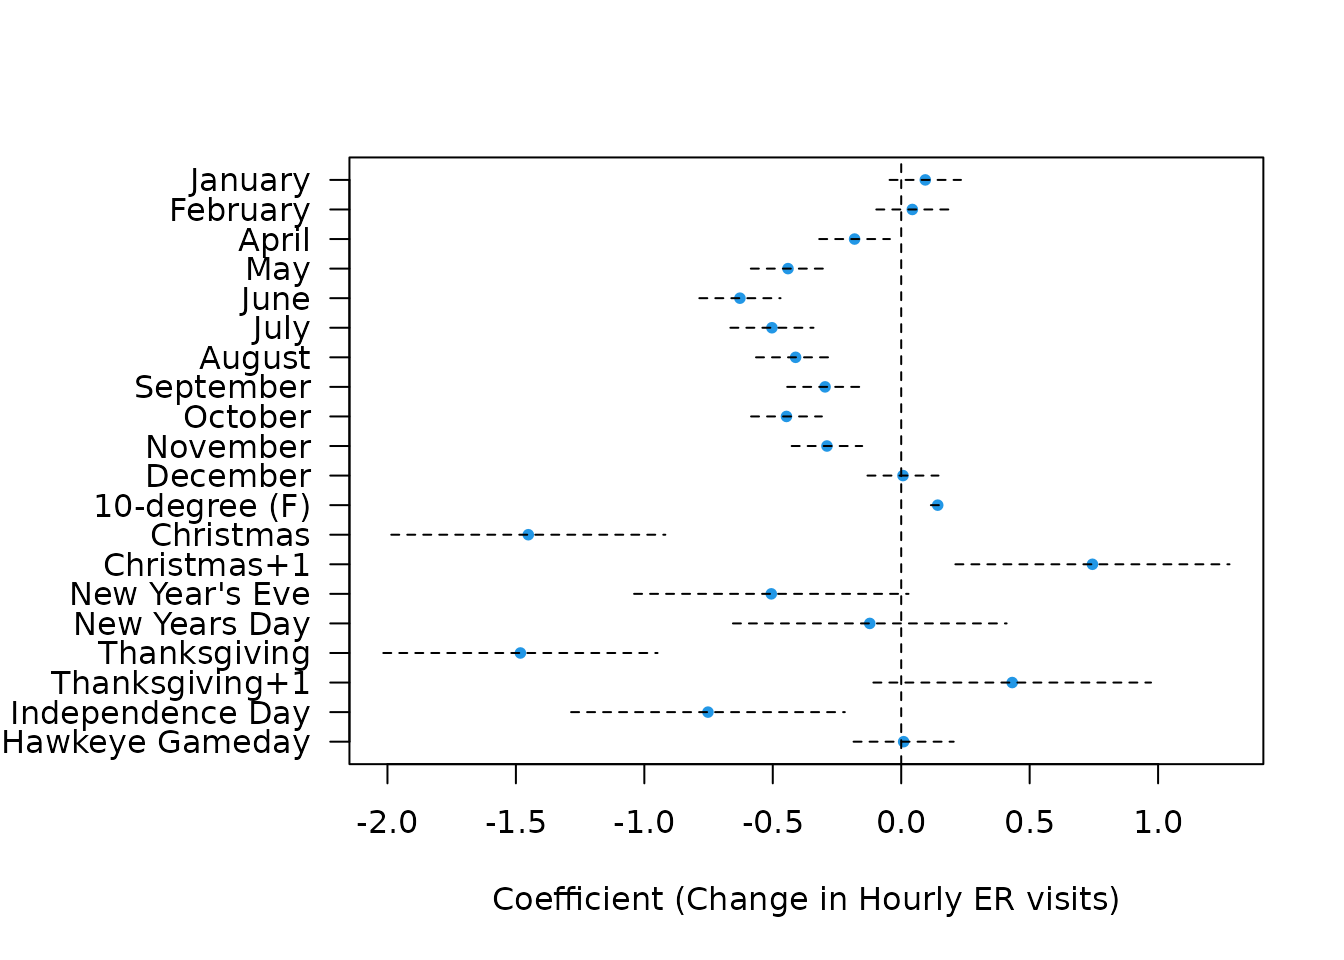 January
February
April
May
June
July
August
September
October
November
December
10-degree (F)
Christmas
Christmas+1
New Year's Eve
New Years Day
Thanksgiving
Thanksgiving+1
Independence Day
Hawkeye Gameday
-2.0 -1.5 -1.0 -0.5 0.0 0.5 1.0
Coefficient (Change in Hourly ER visits)